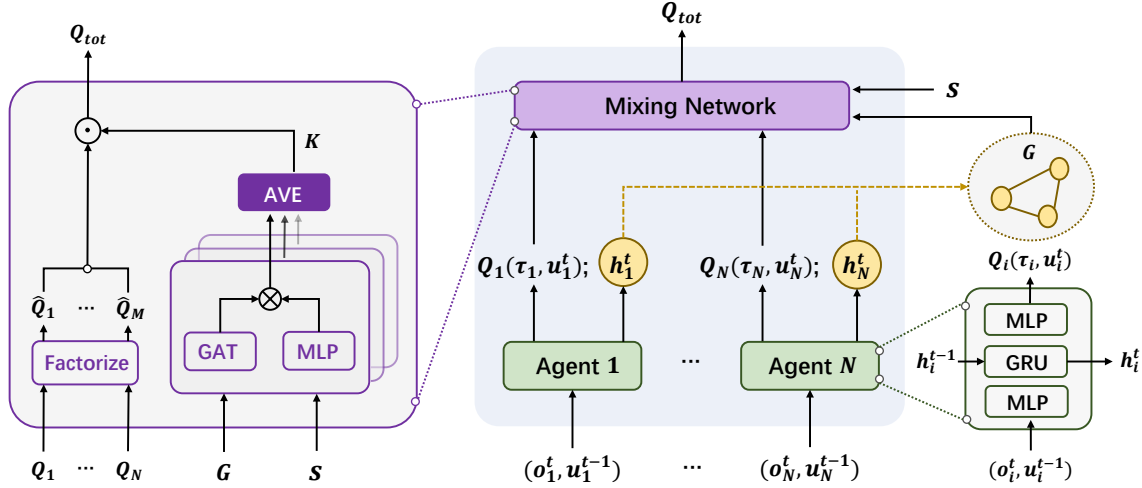 Q_tot
K
AVE
Q̂_1 ... Q̂_M
GAT
MLP
Factorize
Q_1 ... Q_N
G
s
Q_tot
Mixing Network
s
G
Q_1(τ_1, u_1^t);
h_1^t
Q_N(τ_N, u_N^t);
h_N^t
Agent 1
...
Agent N
(o_1^t, u_1^{t-1})
...
(o_N^t, u_N^{t-1})
Q_i(τ_i, u_i^t)
MLP
h_i^{t-1}
GRU
h_i^t
MLP
(o_i^t, u_i^{t-1})